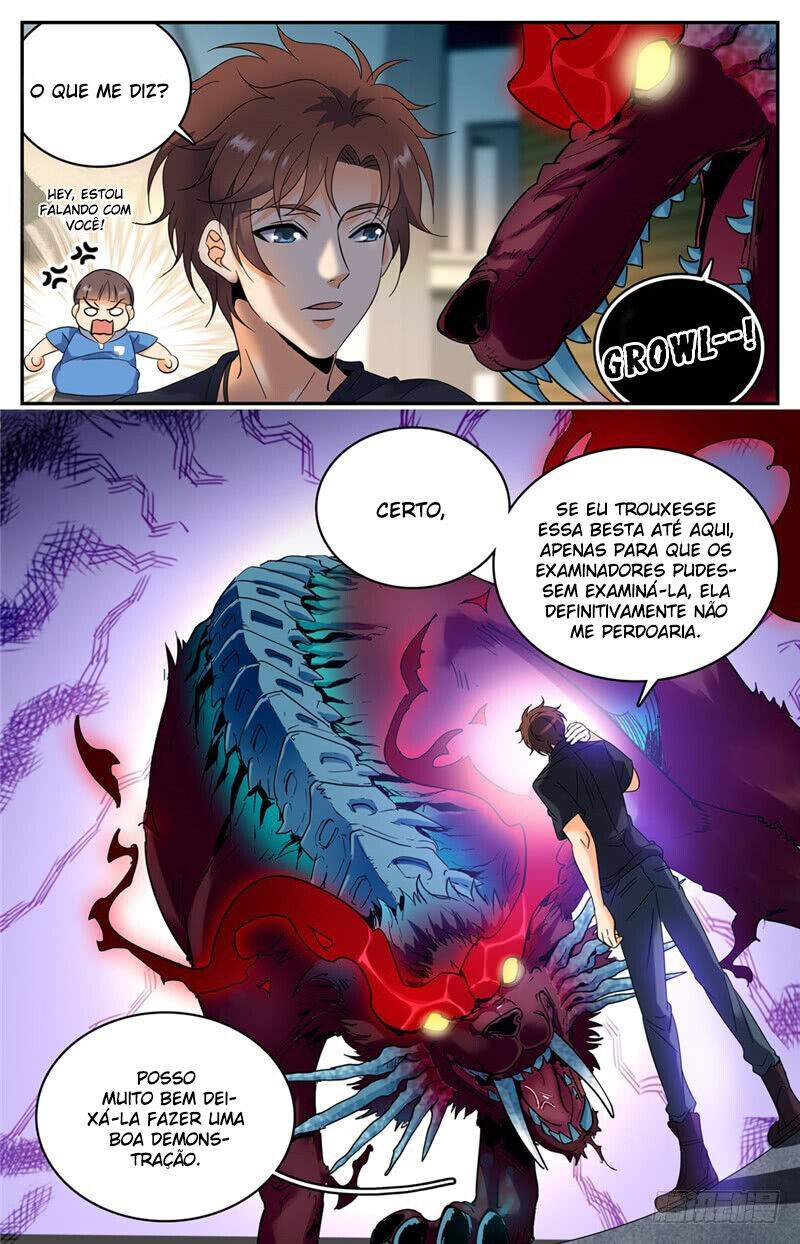 O QUE ME DIZ?
HEY, ESTOU
FALANDO COM
VOCÊ!
GROWL--!
CERTO,
SE EU TROUXESSE
ESSA BESTA ATÉ AQUI,
APENAS PARA QUE OS
EXAMINADORES PUDES-
SEM EXAMINÁ-LA, ELA
DEFINITIVAMENTE NÃO
ME PERDOARIA.
POSSO
MUITO BEM DEI-
XÁ-LA FAZER UMA
BOA DEMONS-
TRAÇÃO.